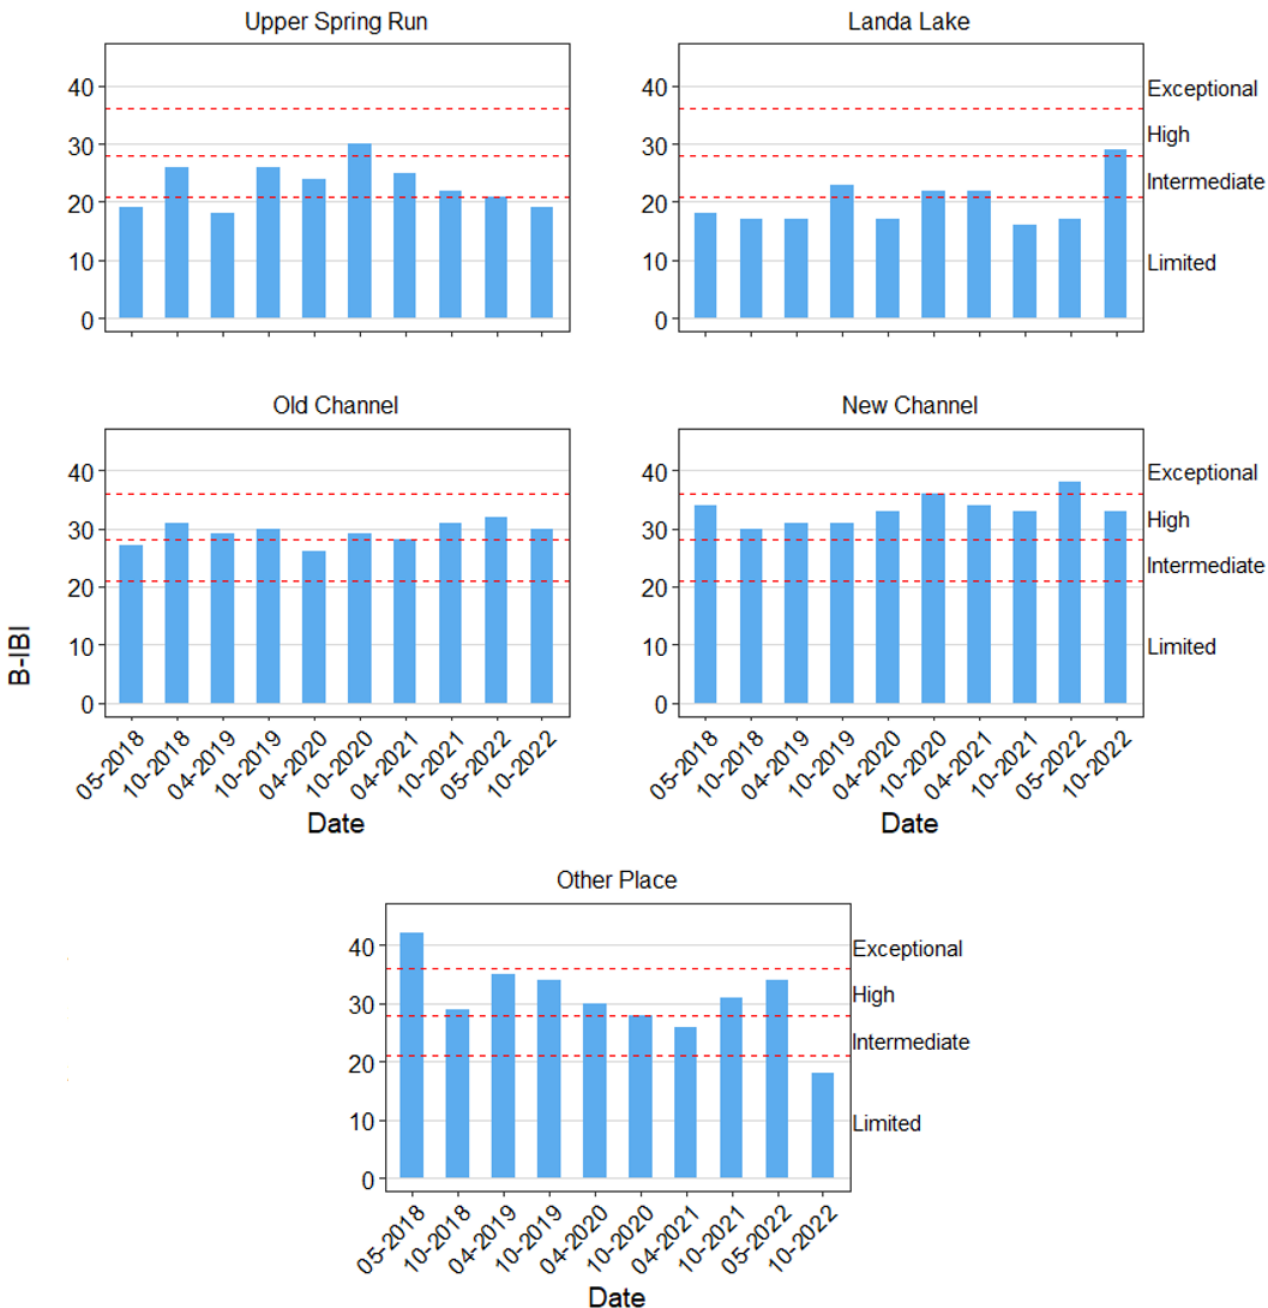 Upper Spring Run
Landa Lake
40
30
20
10
0
40
30
20
10
0
Exceptional
High
Intermediate
Limited
Old Channel
New Channel
B-IBI
40
30
20
10
0
05-2018
10-2018
04-2019
10-2019
04-2020
10-2020
04-2021
10-2021
05-2022
10-2022
Date
40
30
20
10
0
Exceptional
High
Intermediate
Limited
05-2018
10-2018
04-2019
10-2019
04-2020
10-2020
04-2021
10-2021
05-2022
10-2022
Date
Other Place
40
30
20
10
0
Exceptional
High
Intermediate
Limited
05-2018
10-2018
04-2019
10-2019
04-2020
10-2020
04-2021
10-2021
05-2022
10-2022
Date